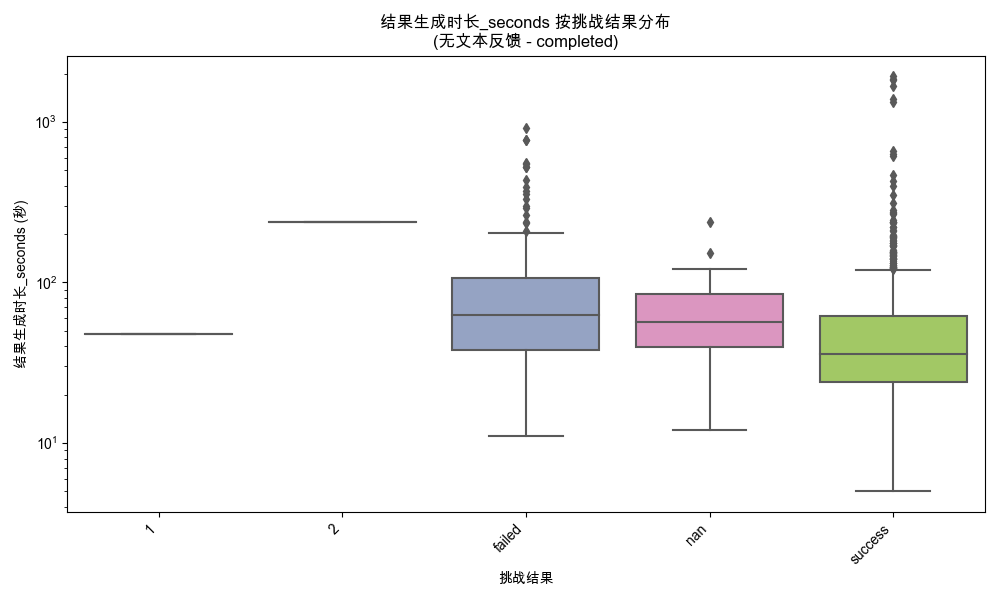 结果生成时长_seconds 按挑战结果分布
(无文本反馈 - completed)
结果生成时长_seconds (秒)
10³
10²
10¹
1
2
failed
nan
success
挑战结果